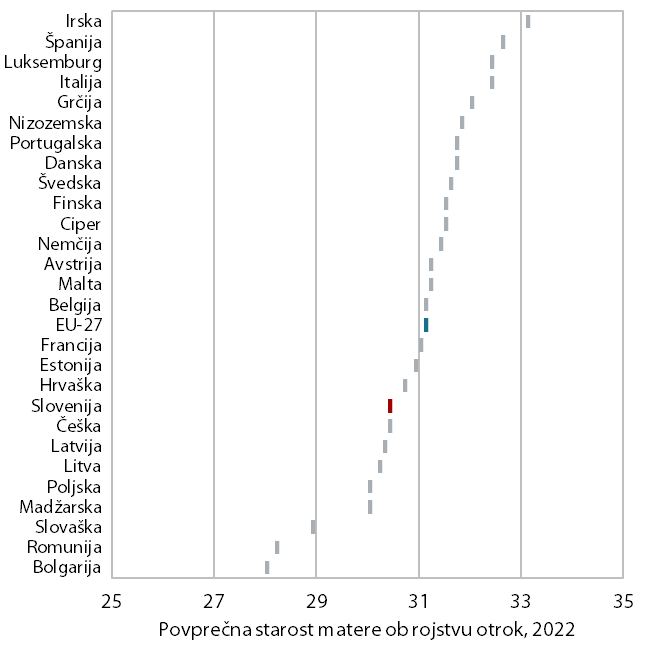 Irska
Španija
Luksemburg
Italija
Grčija
Nizozemska
Portugalska
Danska
Švedska
Finska
Ciper
Nemčija
Avstrija
Malta
Belgija
EU-27
Francija
Estonija
Hrvaška
Slovenija
Češka
Latvija
Litva
Poljska
Madžarska
Slovaška
Romunija
Bolgarija
25 27 29 31 33 35
Povprečna starost matere ob rojstvu otrok, 2022